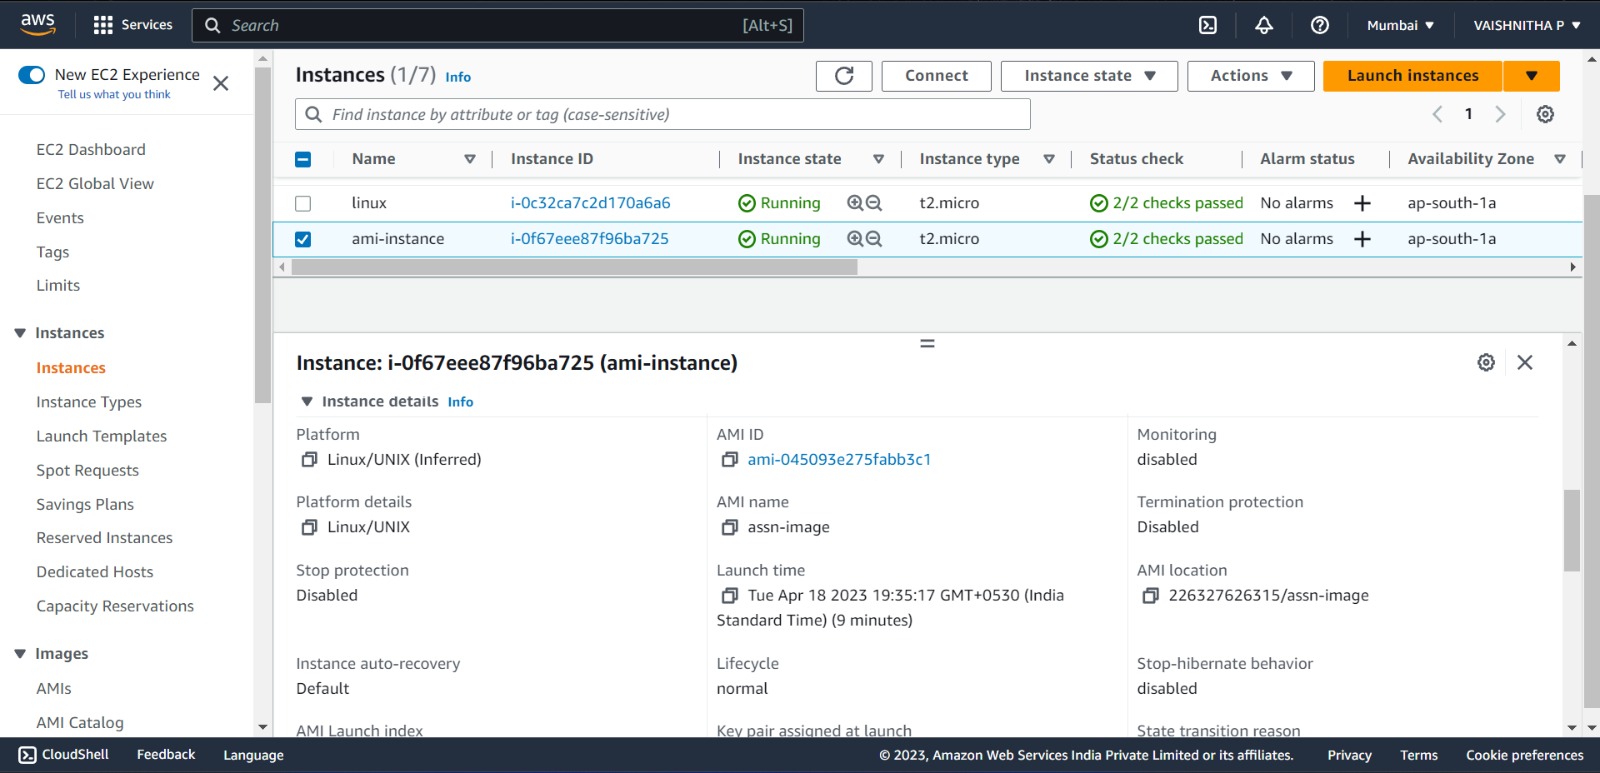 aws
Services
Search
[Alt+S]
Mumbai
VAISHNITHA P
New EC2 Experience
Tell us what you think
EC2 Dashboard
EC2 Global View
Events
Tags
Limits
Instances
Instances
Instance Types
Launch Templates
Spot Requests
Savings Plans
Reserved Instances
Dedicated Hosts
Capacity Reservations
Images
AMIs
AMI Catalog
Instances (1/7) Info
Connect
Instance state
Actions
Launch instances
Find instance by attribute or tag (case-sensitive)
1
Name Instance ID Instance state Instance type Status check Alarm status Availability Zone
linux i-0c32ca7c2d170a6a6 Running t2.micro 2/2 checks passed No alarms + ap-south-1a
ami-instance i-0f67eee87f96ba725 Running t2.micro 2/2 checks passed No alarms + ap-south-1a
Instance: i-0f67eee87f96ba725 (ami-instance)
Instance details Info
Platform
Linux/UNIX (Inferred)
AMI ID
ami-045093e275fabb3c1
Monitoring
disabled
Platform details
Linux/UNIX
AMI name
assn-image
Termination protection
Disabled
Stop protection
Disabled
Launch time
Tue Apr 18 2023 19:35:17 GMT+0530 (India
Standard Time) (9 minutes)
AMI location
226327626315/assn-image
Instance auto-recovery
Default
Lifecycle
normal
Stop-hibernate behavior
disabled
AMI Launch index
Key pair assigned at launch
State transition reason
CloudShell
Feedback
Language
© 2023, Amazon Web Services India Private Limited or its affiliates.
Privacy
Terms
Cookie preferences